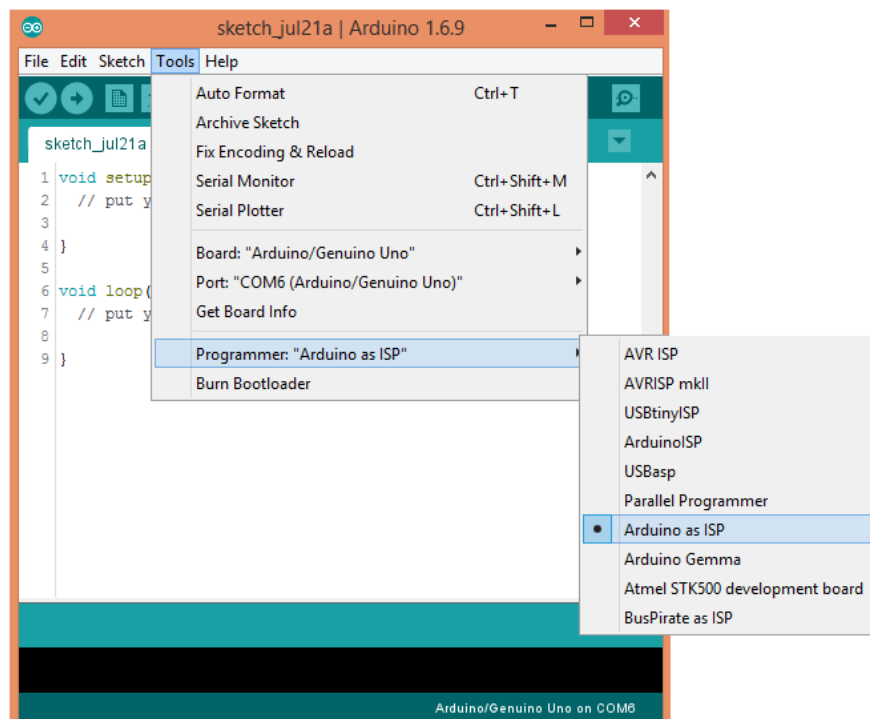 sketch_jul21a | Arduino 1.6.9
File Edit Sketch Tools Help
sketch_jul21a
Auto Format Ctrl+T
Archive Sketch
Fix Encoding & Reload
Serial Monitor Ctrl+Shift+M
Serial Plotter Ctrl+Shift+L
Board: "Arduino/Genuino Uno"
Port: "COM6 (Arduino/Genuino Uno)"
Get Board Info
Programmer: "Arduino as ISP"
Burn Bootloader
AVR ISP
AVRISP mkII
USBtinyISP
ArduinoISP
USBasp
Parallel Programmer
Arduino as ISP
Arduino Gemma
Atmel STK500 development board
BusPirate as ISP
1 void setup
2 // put y
3
4 }
5
6 void loop(
7 // put y
8
9 }
Arduino/Genuino Uno on COM6